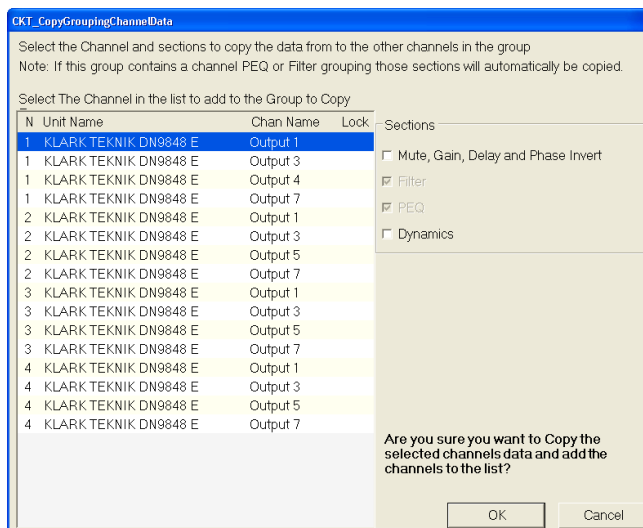 CKT_CopyGroupingChannelData
Select the Channel and sections to copy the data from to the other channels in the group
Note: If this group contains a channel PEQ or Filter grouping those sections will automatically be copied.
Select The Channel in the list to add to the Group to Copy
N Unit Name Chan Name Lock
1 KLARK TEKNIK DN9848 E Output 1
1 KLARK TEKNIK DN9848 E Output 3
1 KLARK TEKNIK DN9848 E Output 4
1 KLARK TEKNIK DN9848 E Output 7
2 KLARK TEKNIK DN9848 E Output 1
2 KLARK TEKNIK DN9848 E Output 3
2 KLARK TEKNIK DN9848 E Output 5
2 KLARK TEKNIK DN9848 E Output 7
3 KLARK TEKNIK DN9848 E Output 1
3 KLARK TEKNIK DN9848 E Output 3
3 KLARK TEKNIK DN9848 E Output 5
3 KLARK TEKNIK DN9848 E Output 7
4 KLARK TEKNIK DN9848 E Output 1
4 KLARK TEKNIK DN9848 E Output 3
4 KLARK TEKNIK DN9848 E Output 5
4 KLARK TEKNIK DN9848 E Output 7
Sections
Mute, Gain, Delay and Phase Invert
Filter
PEQ
Dynamics
Are you sure you want to Copy the
selected channels data and add the
channels to the list?
OK Cancel